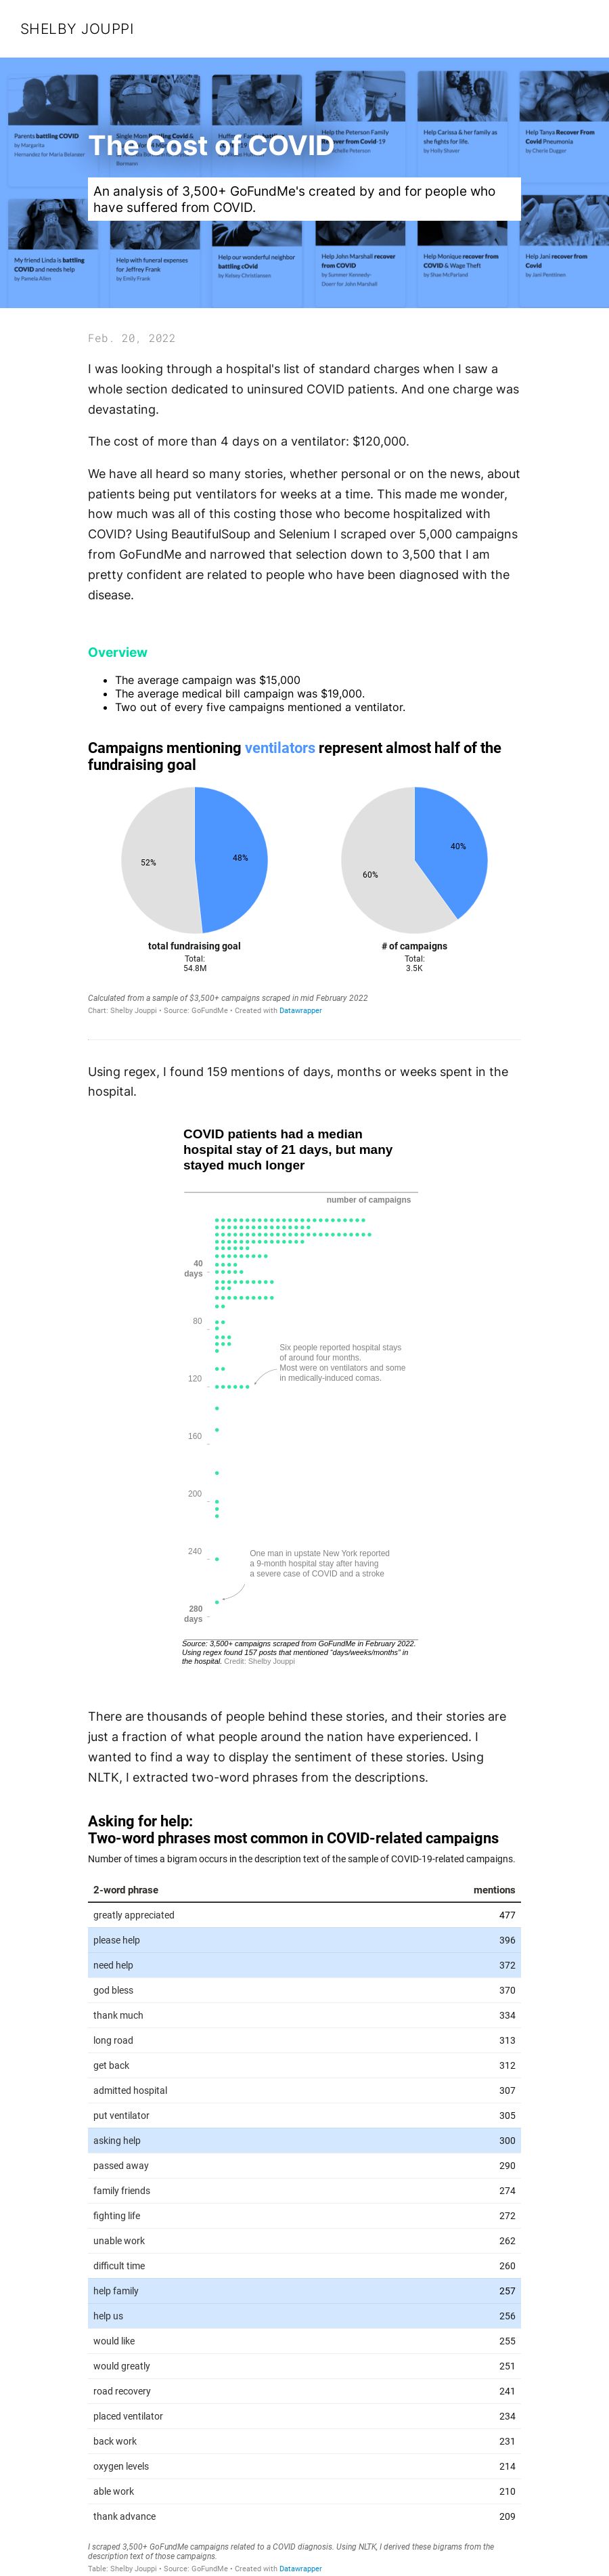 SHELBY JOUPPI
Parents battling COVID
by Margarita
Hernandez for Maria Belanzer
Help Carissa & her family as
she fights for life.
by Holly Stoxer
Help Tanya Recover From
Covid Pneumonia
by Cherie Dugger
The Cost of COVID
An analysis of 3,500+ GoFundMe's created by and for people who
have suffered from COVID.
My friend Linda is battling
COVID and needs help
by Pamela Allen
Help with funeral expenses
for Jeffrey Frank
by Emily Frank
Help our wonderful neighbor
battling cOvid
by Kelsey Christiansen
Help John Marshall recover
from COVID
by Sumner Kennedy-
Doerr for John Marshall
Help Monique recover from
COVID & Wage Theft
by Shae McParland
Help Jani recover from
Covid
by Jani Penttinen
Feb. 20, 2022
I was looking through a hospital's list of standard charges when I saw a
whole section dedicated to uninsured COVID patients. And one charge was
devastating.
The cost of more than 4 days on a ventilator: $120,000.
We have all heard so many stories, whether personal or on the news, about
patients being put ventilators for weeks at a time. This made me wonder,
how much was all of this costing those who become hospitalized with
COVID? Using BeautifulSoup and Selenium I scraped over 5,000 campaigns
from GoFundMe and narrowed that selection down to 3,500 that I am
pretty confident are related to people who have been diagnosed with the
disease.
Overview
• The average campaign was $15,000
• The average medical bill campaign was $19,000.
• Two out of every five campaigns mentioned a ventilator.
Campaigns mentioning ventilators represent almost half of the
fundraising goal
52%
48%
60%
40%
total fundraising goal
Total:
54.8M
# of campaigns
Total:
3.5K
Calculated from a sample of $3,500+ campaigns scraped in mid February 2022
Chart: Shelby Jouppi • Source: GoFundMe • Created with Datawrapper
Using regex, I found 159 mentions of days, months or weeks spent in the
hospital.
COVID patients had a median
hospital stay of 21 days, but many
stayed much longer
number of campaigns
40
days
80
Six people reported hospital stays
of around four months.
Most were on ventilators and some
in medically-induced comas.
120
160
200
240
One man in upstate New York reported
a 9-month hospital stay after having
a severe case of COVID and a stroke
280
days
Source: 3,500+ campaigns scraped from GoFundMe in February 2022.
Using regex found 157 posts that mentioned "days/weeks/months" in
the hospital. Credit: Shelby Jouppi
There are thousands of people behind these stories, and their stories are
just a fraction of what people around the nation have experienced. I
wanted to find a way to display the sentiment of these stories. Using
NLTK, I extracted two-word phrases from the descriptions.
Asking for help:
Two-word phrases most common in COVID-related campaigns
Number of times a bigram occurs in the description text of the sample of COVID-19-related campaigns.
2-word phrase mentions
greatly appreciated 477
please help 396
need help 372
god bless 370
thank much 334
long road 313
get back 312
admitted hospital 307
put ventilator 305
asking help 300
passed away 290
family friends 274
fighting life 272
unable work 262
difficult time 260
help family 257
help us 256
would like 255
would greatly 251
road recovery 241
placed ventilator 234
back work 231
oxygen levels 214
able work 210
thank advance 209
I scraped 3,500+ GoFundMe campaigns related to a COVID diagnosis. Using NLTK, I derived these bigrams from the
description text of those campaigns.
Table: Shelby Jouppi • Source: GoFundMe • Created with Datawrapper